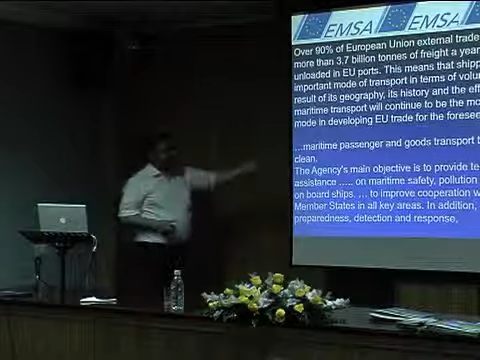 EMSA EMSA
Over 90% of European Union external trade
more than 3.7 billion tonnes of freight a yea
unloaded in EU ports. This means that shipp
important mode of transport in terms of volu
result of its geography, its history and the eff
maritime transport will continue to be the mo
mode in developing EU trade for the foresee
...maritime passenger and goods transport t
clean.
The Agency's main objective is to provide te
assistance ..... on maritime safety, pollution
on board ships. ... to improve cooperation w
Member States in all key areas. In addition,
preparedness, detection and response,